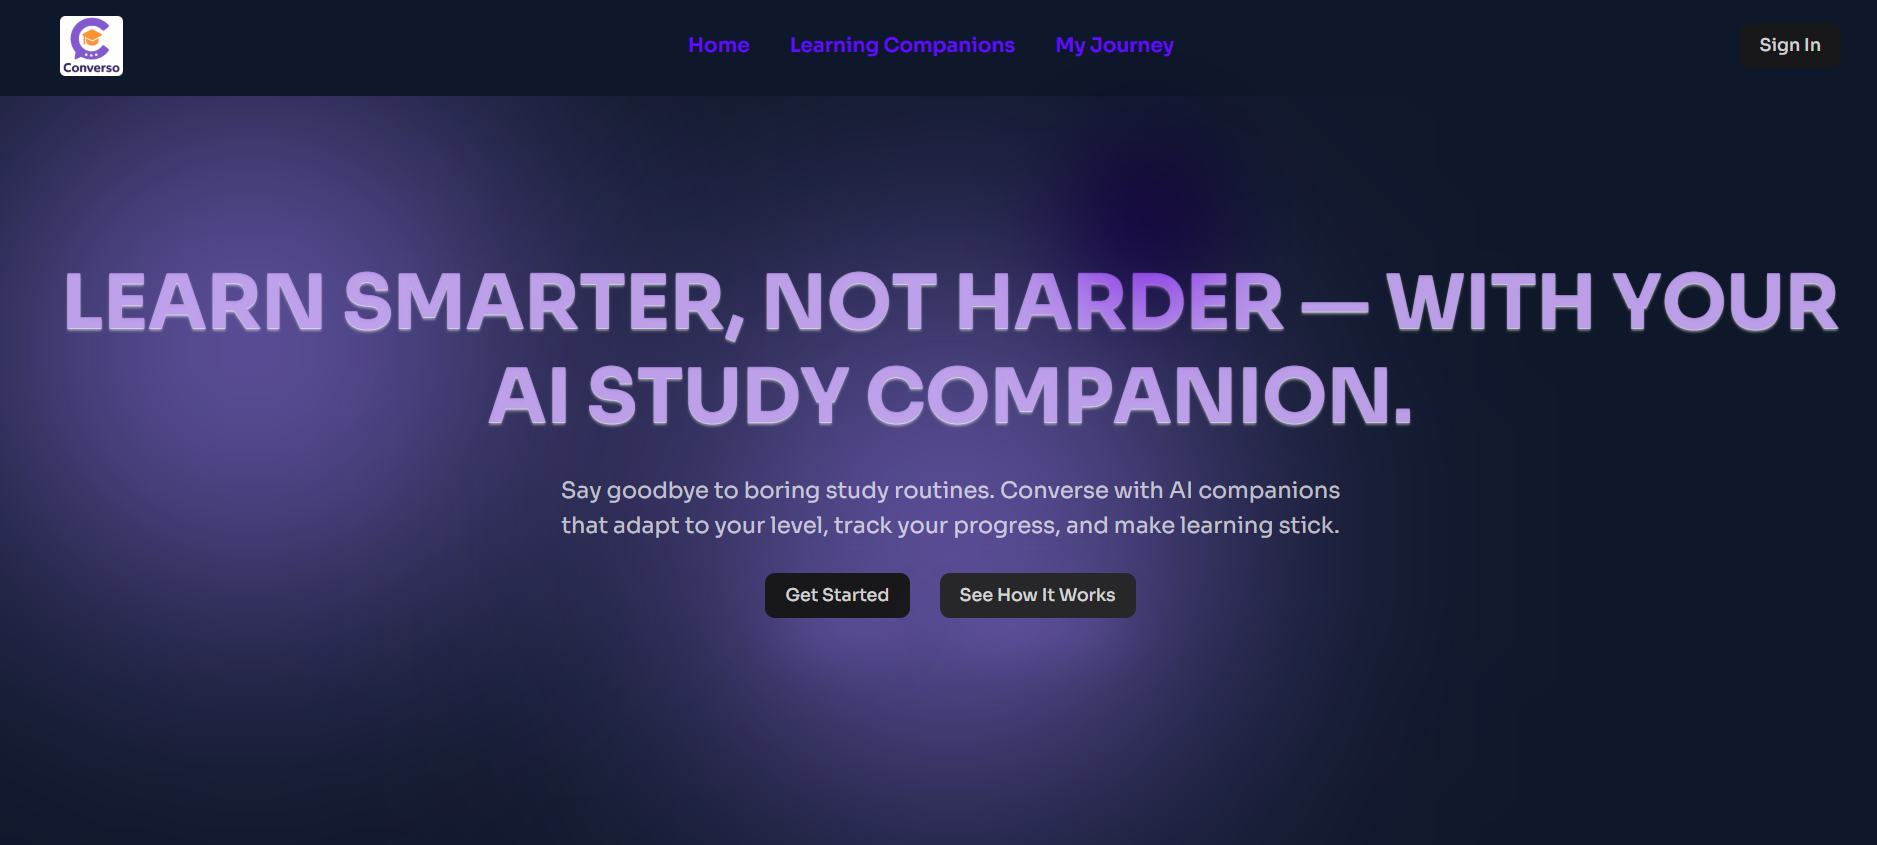 Converso
Home
Learning Companions
My Journey
Sign In
LEARN SMARTER, NOT HARDER — WITH YOUR
AI STUDY COMPANION.
Say goodbye to boring study routines. Converse with AI companions
that adapt to your level, track your progress, and make learning stick.
Get Started
See How It Works